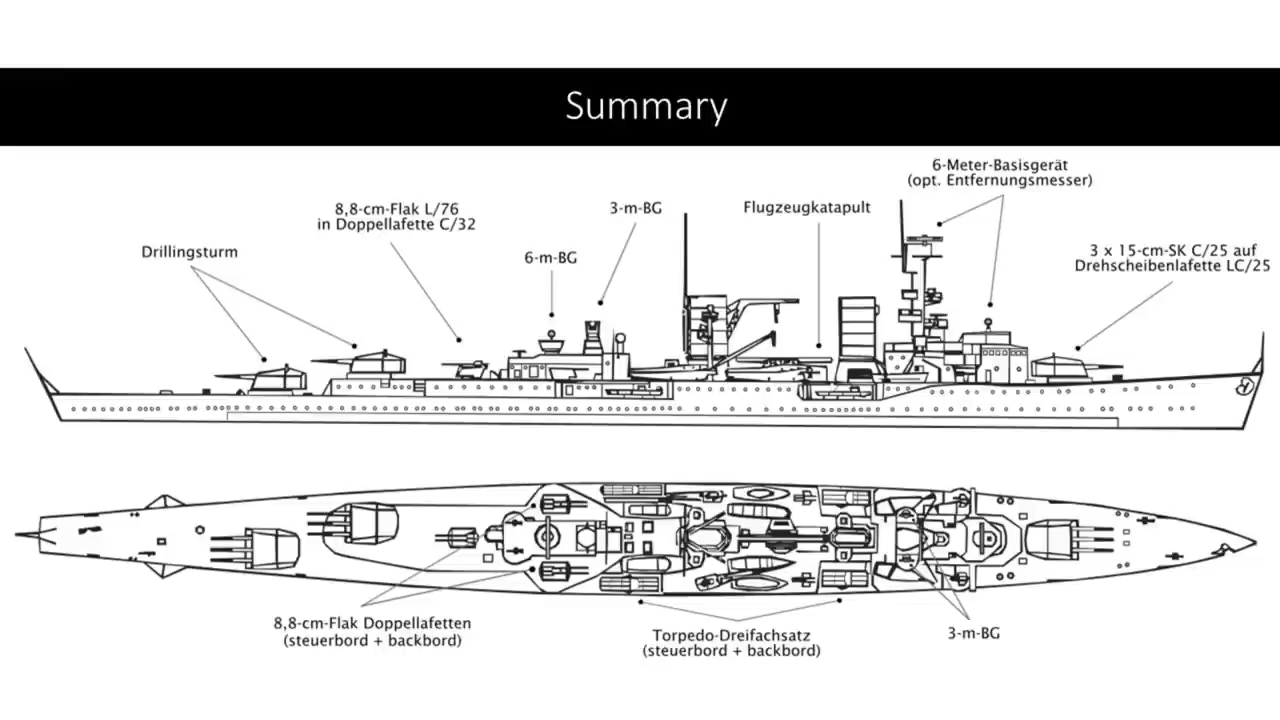 Summary
6-Meter-Basisgerät
(opt. Entfernungsmesser)
8,8-cm-Flak L/76
in Doppellafette C/32
3-m-BG
Flugzeugkatapult
Drillingsturm
6-m-BG
3 x 15-cm-SK C/25 auf
Drehscheibenlafette LC/25
8,8-cm-Flak Doppellafetten
(steuerbord + backbord)
Torpedo-Dreifachsatz
(steuerbord + backbord)
3-m-BG